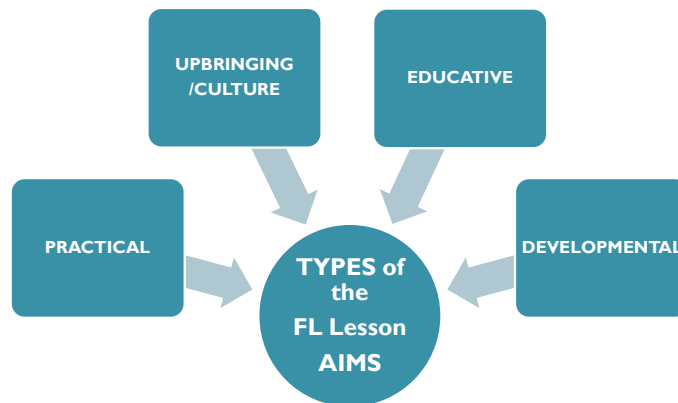 UPBRINGING
/CULTURE
EDUCATIVE
PRACTICAL
DEVELOPMENTAL
TYPES of
the
FL Lesson
AIMS